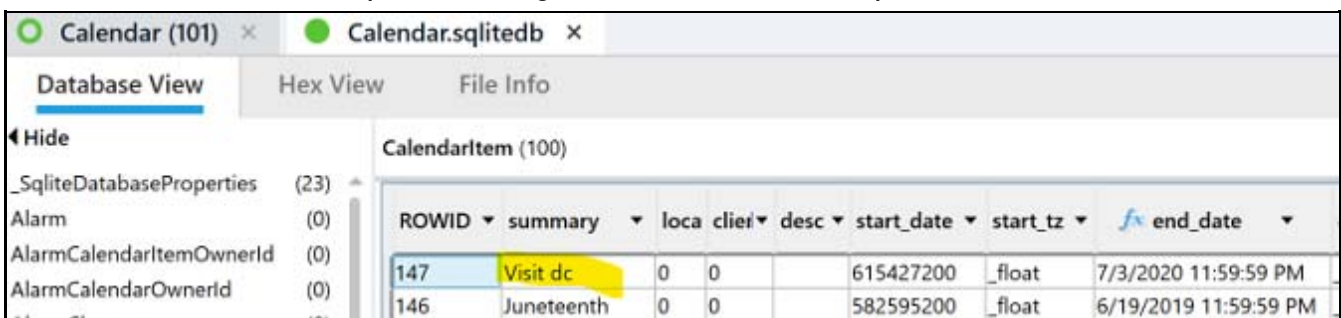 Calendar (101) × Calendar.sqlitedb ×
Database View Hex View File Info
Hide
CalendarItem (100)
_SqliteDatabaseProperties (23)
Alarm (0)
AlarmCalendarItemOwnerId (0)
AlarmCalendarOwnerId (0)
ROWID summary loca clien desc start_date start_tz fx end_date
147 Visit dc 0 0 615427200 _float 7/3/2020 11:59:59 PM
146 Juneteenth 0 0 582595200 _float 6/19/2019 11:59:59 PM